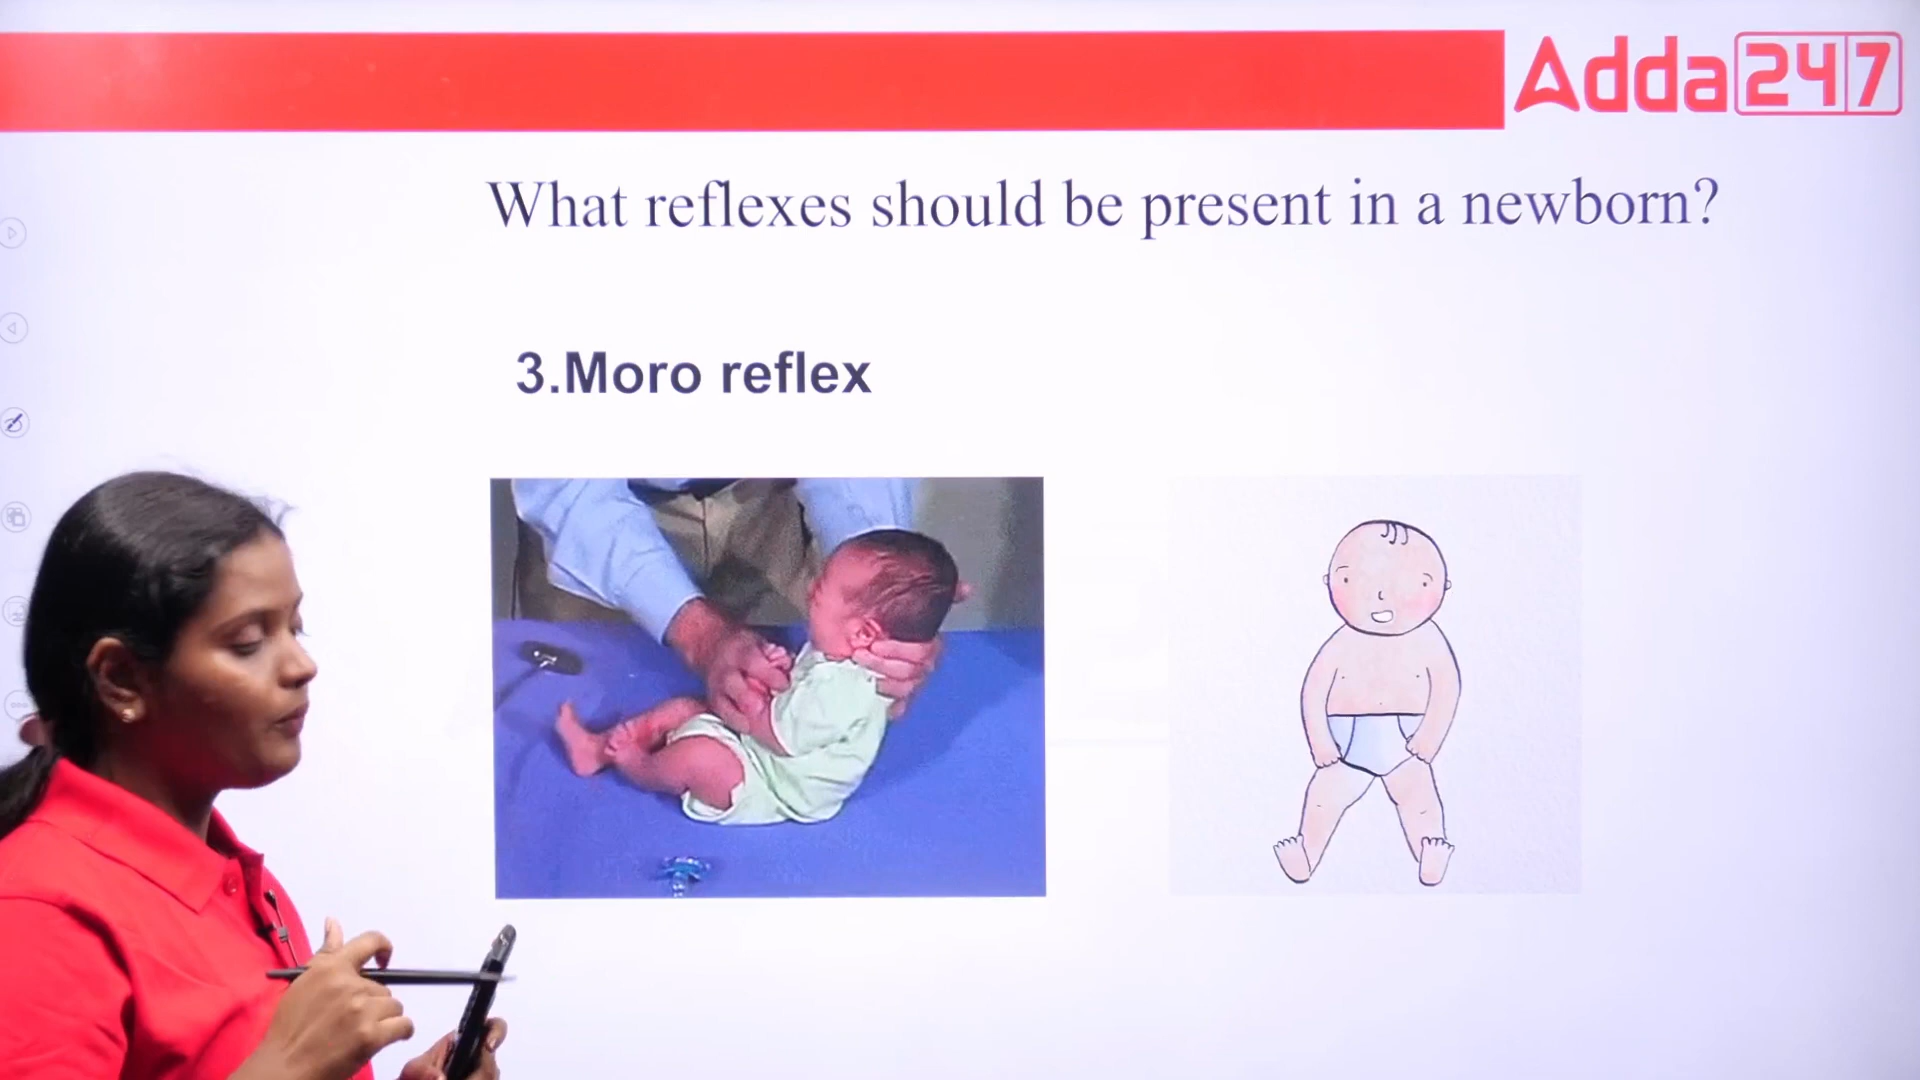 Adda247
What reflexes should be present in a newborn?
3.Moro reflex